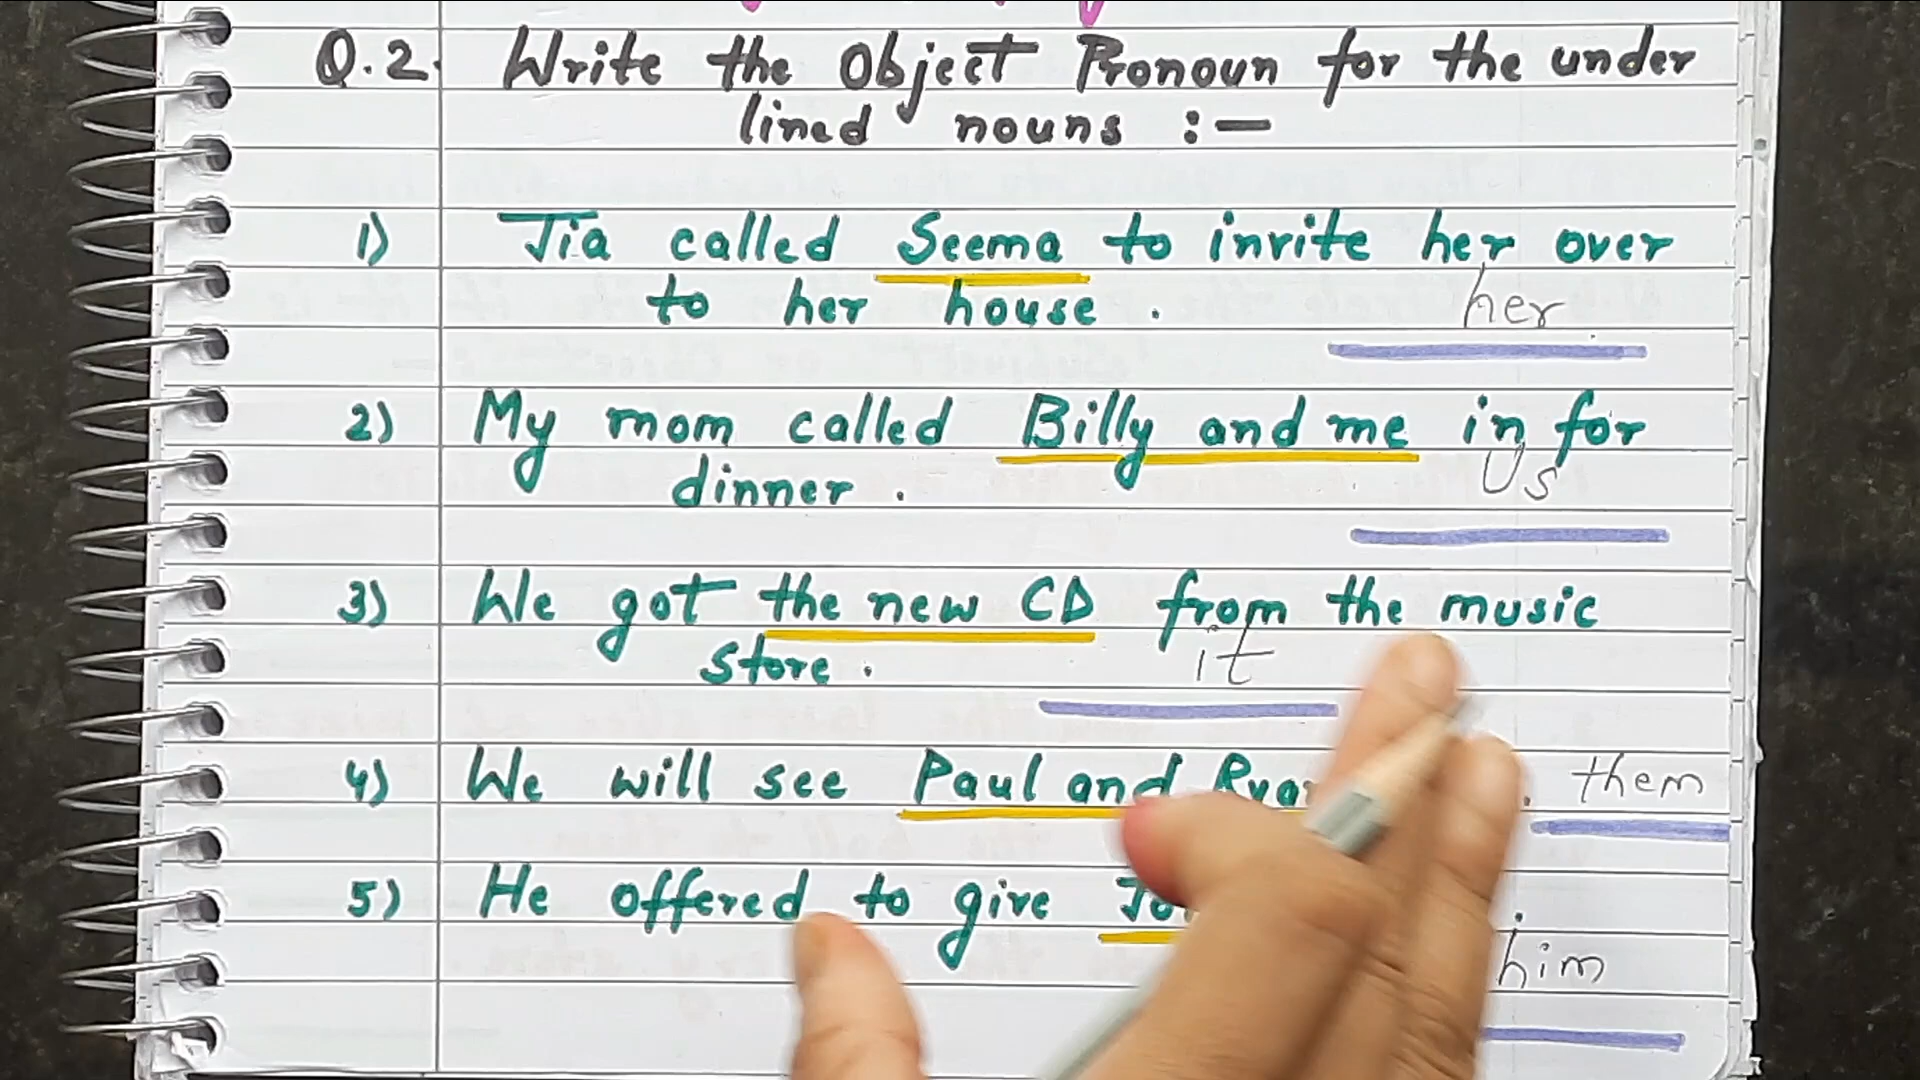 Q.2. Write the Object Pronoun for the under
lined nouns :-
1) Jia called Seema to invite her over
to her house .
her
2) My mom called Billy and me in for
dinner .
Us
3) We got the new CD from the music
store .
it
4) We will see Paul and . them
5) He offered to give .
him